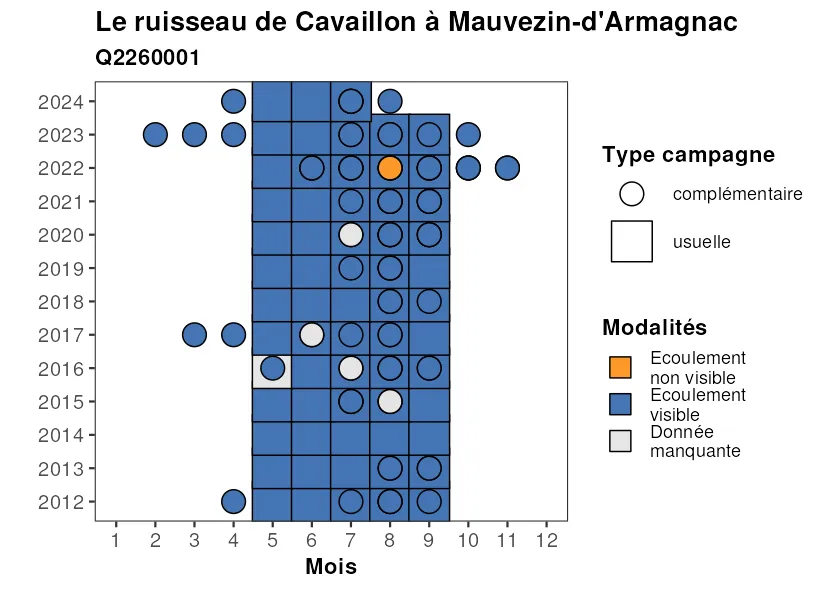 Le ruisseau de Cavaillon à Mauvezin-d'Armagnac
Q2260001
2024
2023
2022
2021
2020
2019
2018
2017
2016
2015
2014
2013
2012
1 2 3 4 5 6 7 8 9 10 11 12
Mois
Type campagne
complémentaire
usuelle
Modalités
Ecoulement
non visible
Ecoulement
visible
Donnée
manquante